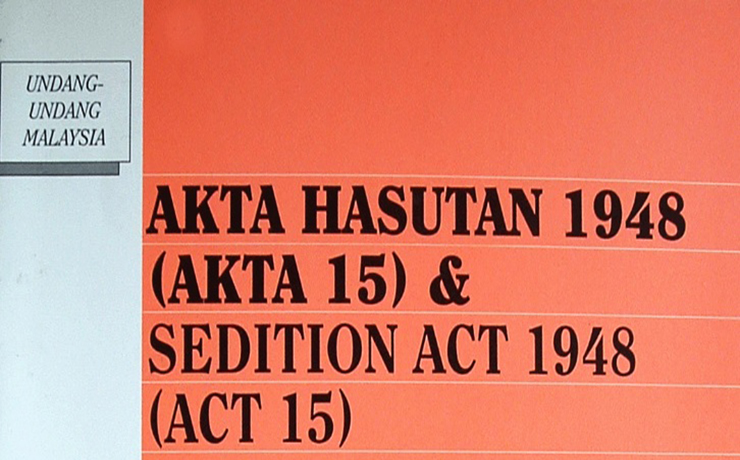 UNDANG-
UNDANG
MALAYSIA
AKTA HASUTAN 1948
(AKTA 15) &
SEDITION ACT 1948
(ACT 15)